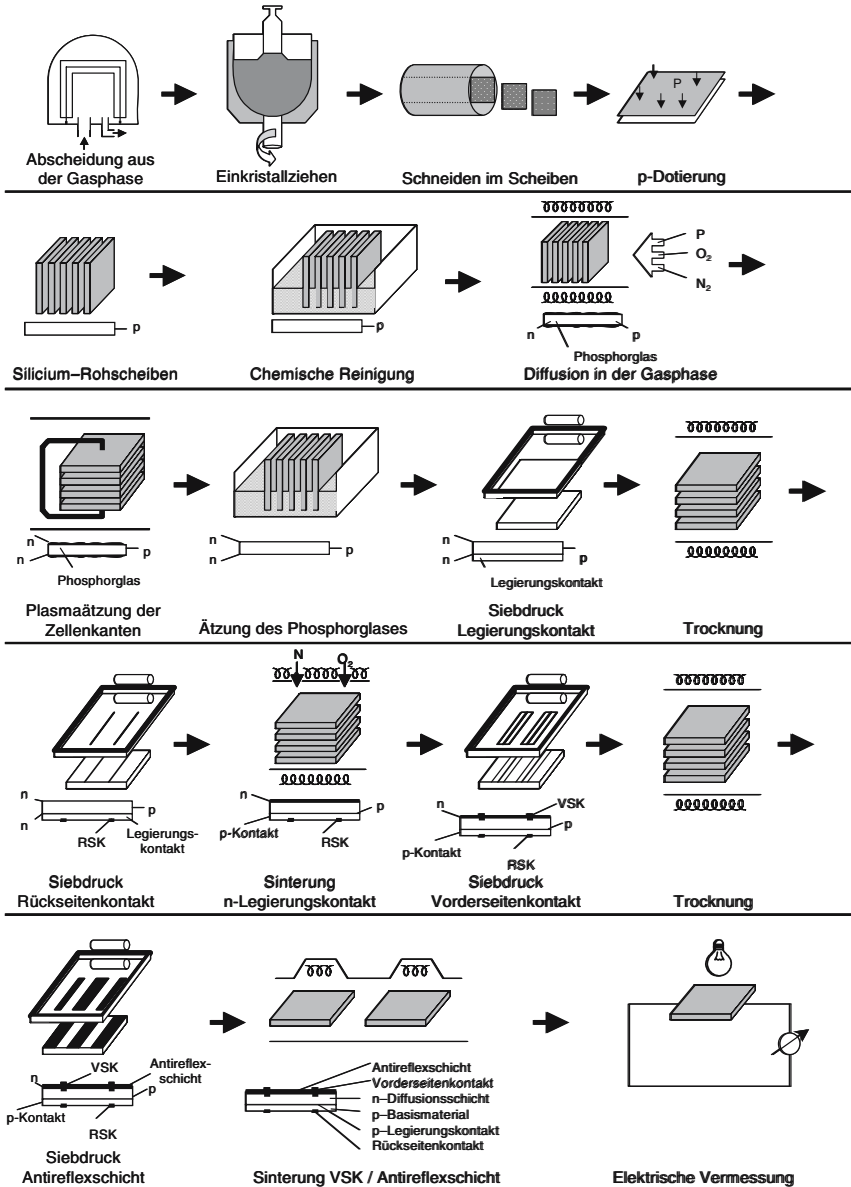 P
Abscheidung aus
der Gasphase
Einkristallziehen
Schneiden im Scheiben
p-Dotierung
P
O₂
N₂
p
p
n
p
Phosphorglas
Silicium–Rohscheiben
Chemische Reinigung
Diffusion in der Gasphase
n
n
p
Phosphorglas
n
n
p
n
n
p
Legierungskontakt
Plasmaätzung der
Zellenkanten
Ätzung des Phosphorglases
Siebdruck
Legierungskontakt
Trocknung
N
O₂
n
n
p
RSK
Legierungs-
kontakt
n
p
p-Kontakt
RSK
n
VSK
p
p-Kontakt
RSK
Siebdruck
Rückseitenkontakt
Sinterung
n-Legierungskontakt
Siebdruck
Vorderseitenkontakt
Trocknung
n
VSK
Antireflex-
schicht
p
p-Kontakt
RSK
Antireflexschicht
Vorderseitenkontakt
n–Diffusionsschicht
p–Basismaterial
p–Legierungskontakt
Rückseitenkontakt
Siebdruck
Antireflexschicht
Sinterung VSK / Antireflexschicht
Elektrische Vermessung